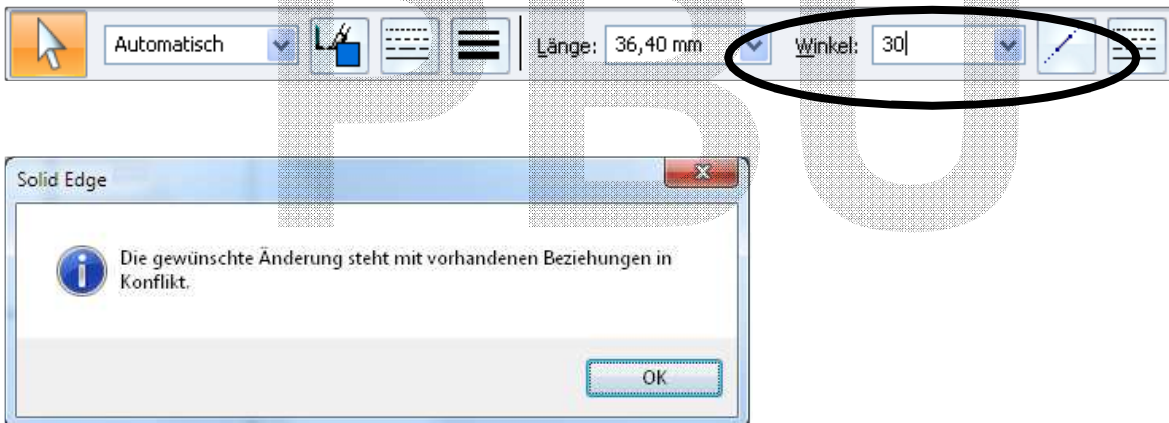 Automatisch Länge: 36,40 mm Winkel: 30
PBU
Solid Edge
Die gewünschte Änderung steht mit vorhandenen Beziehungen in
Konflikt.
OK